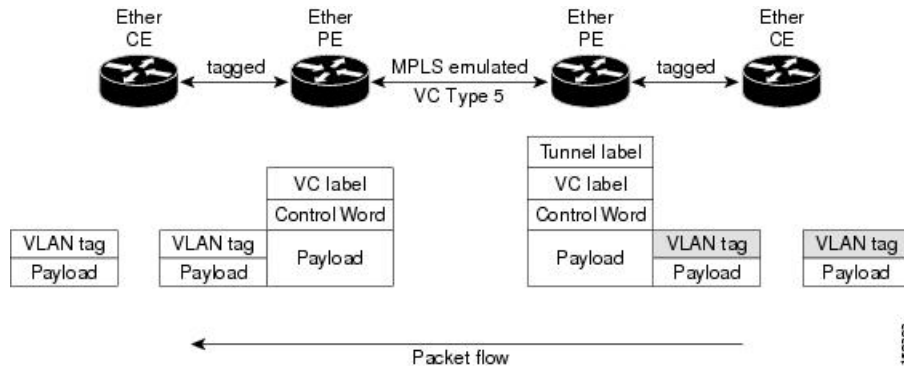 Ether
CE
Ether
PE
Ether
PE
Ether
CE
tagged
MPLS emulated
VC Type 5
tagged
VC label
Control Word
Payload
Tunnel label
VC label
Control Word
Payload
VLAN tag
Payload
VLAN tag
Payload
VLAN tag
Payload
VLAN tag
Payload
Packet flow